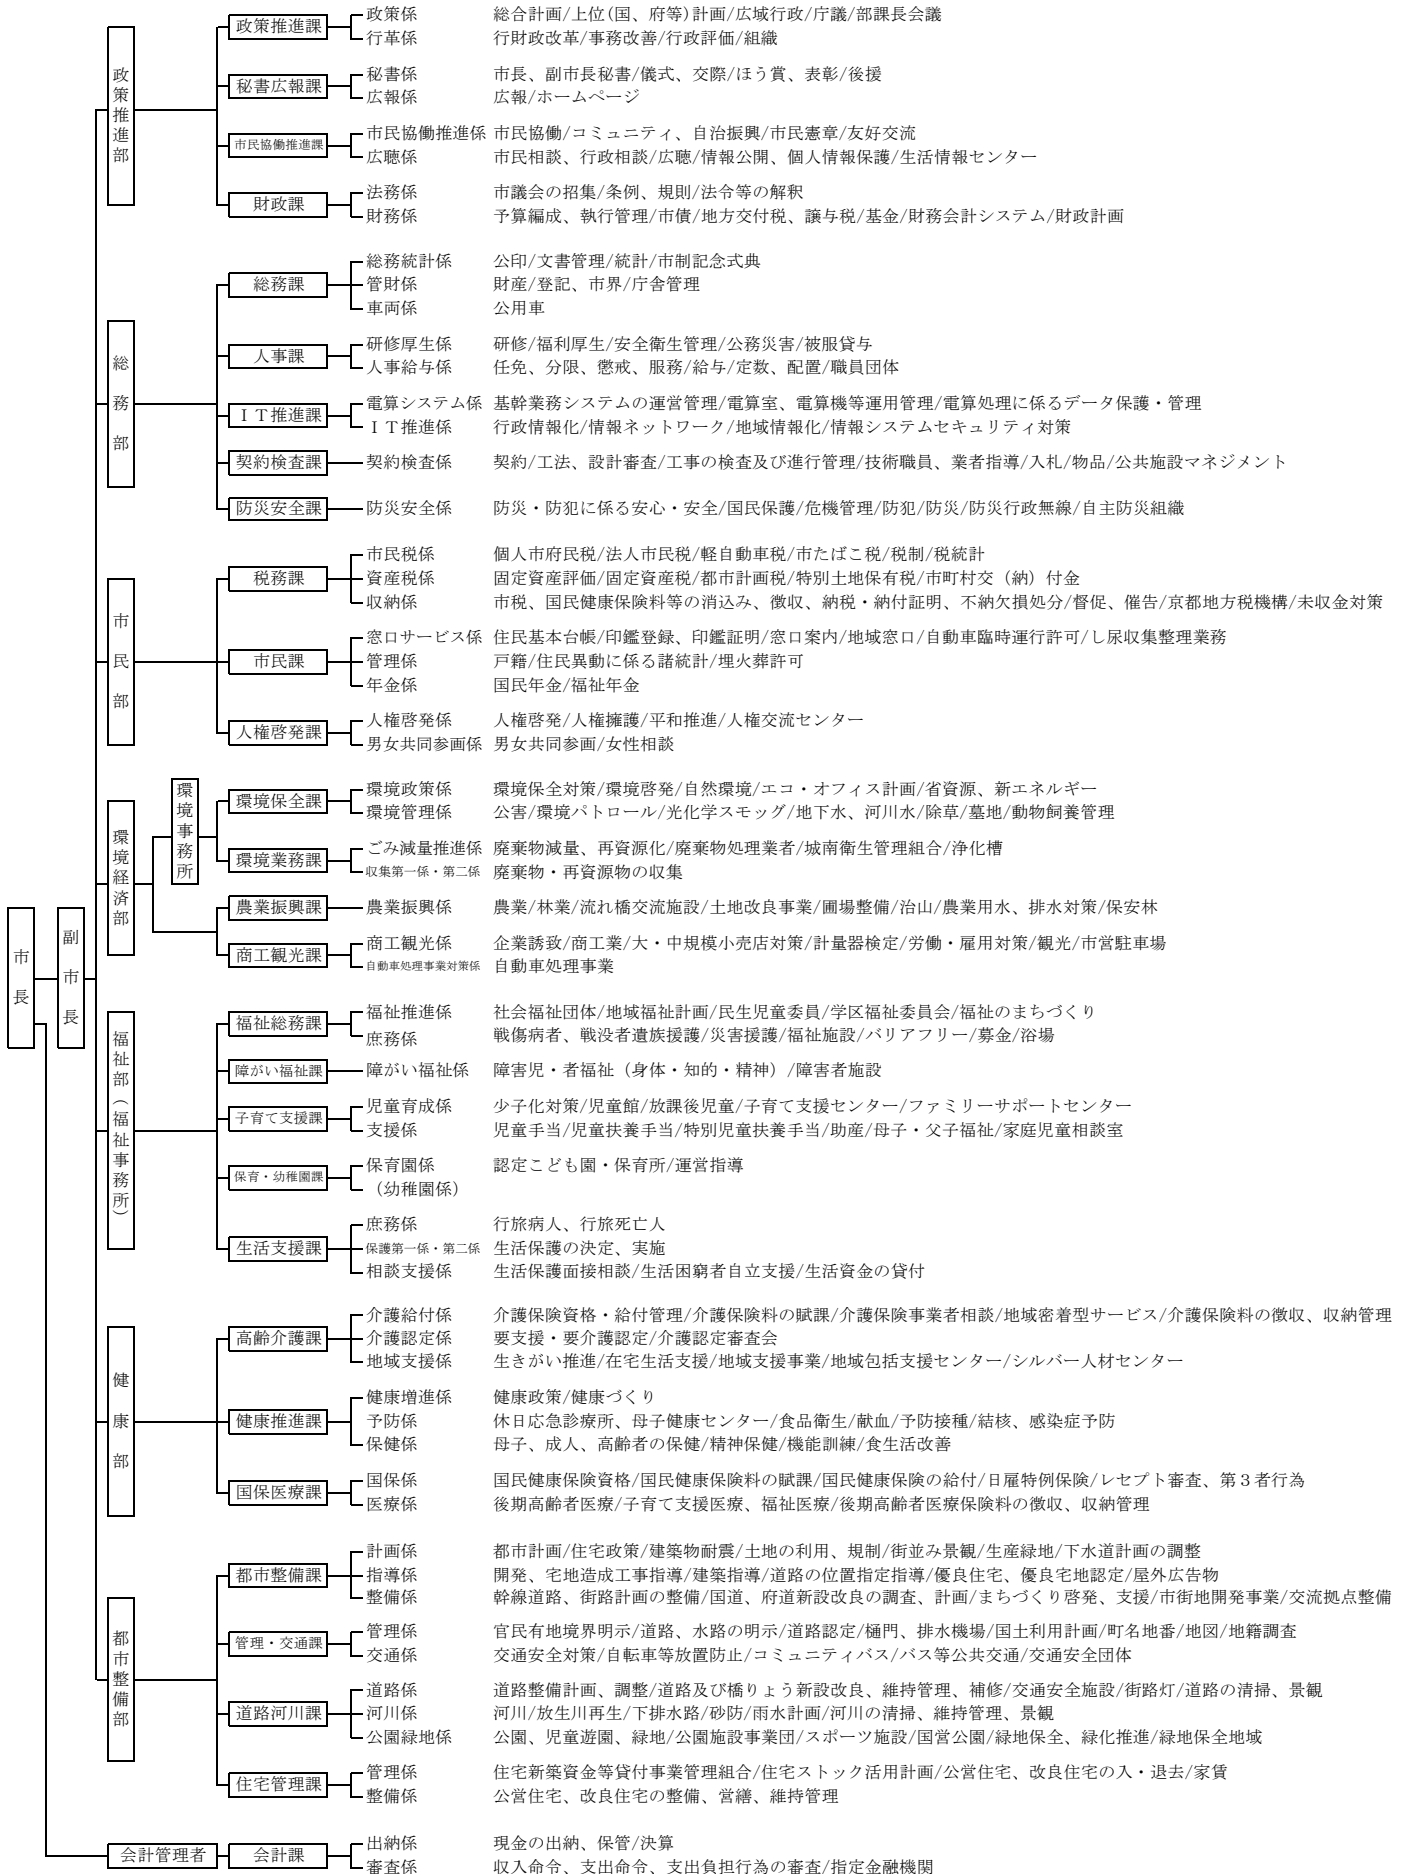 市長
副市長
政策推進部
政策推進課
政策係 総合計画/上位(国、府等)計画/広域行政/庁議/部課長会議
行革係 行財政改革/事務改善/行政評価/組織
秘書広報課
秘書係 市長、副市長秘書/儀式、交際/ほう賞、表彰/後援
広報係 広報/ホームページ
市民協働推進課
市民協働推進係 市民協働/コミュニティ、自治振興/市民憲章/友好交流
広聴係 市民相談、行政相談/広聴/情報公開、個人情報保護/生活情報センター
財政課
法務係 市議会の招集/条例、規則/法令等の解釈
財務係 予算編成、執行管理/市債/地方交付税、譲与税/基金/財務会計システム/財政計画
総務部
総務課
総務統計係 公印/文書管理/統計/市制記念式典
管財係 財産/登記、市界/庁舎管理
車両係 公用車
人事課
研修厚生係 研修/福利厚生/安全衛生管理/公務災害/被服貸与
人事給与係 任免、分限、懲戒、服務/給与/定数、配置/職員団体
ＩＴ推進課
電算システム係 基幹業務システムの運営管理/電算室、電算機等運用管理/電算処理に係るデータ保護・管理
ＩＴ推進係 行政情報化/情報ネットワーク/地域情報化/情報システムセキュリティ対策
契約検査課
契約検査係 契約/工法、設計審査/工事の検査及び進行管理/技術職員、業者指導/入札/物品/公共施設マネジメント
防災安全課
防災安全係 防災・防犯に係る安心・安全/国民保護/危機管理/防犯/防災/防災行政無線/自主防災組織
市民部
税務課
市民税係 個人市府民税/法人市民税/軽自動車税/市たばこ税/税制/税統計
資産税係 固定資産評価/固定資産税/都市計画税/特別土地保有税/市町村交（納）付金
収納係 市税、国民健康保険料等の消込み、徴収、納税・納付証明、不納欠損処分/督促、催告/京都地方税機構/未収金対策
市民課
窓口サービス係 住民基本台帳/印鑑登録、印鑑証明/窓口案内/地域窓口/自動車臨時運行許可/し尿収集整理業務
管理係 戸籍/住民異動に係る諸統計/埋火葬許可
年金係 国民年金/福祉年金
人権啓発課
人権啓発係 人権啓発/人権擁護/平和推進/人権交流センター
男女共同参画係 男女共同参画/女性相談
環境経済部
環境事務所
環境保全課
環境政策係 環境保全対策/環境啓発/自然環境/エコ・オフィス計画/省資源、新エネルギー
環境管理係 公害/環境パトロール/光化学スモッグ/地下水、河川水/除草/墓地/動物飼養管理
環境業務課
ごみ減量推進係 廃棄物減量、再資源化/廃棄物処理業者/城南衛生管理組合/浄化槽
収集第一係・第二係 廃棄物・再資源物の収集
農業振興課
農業振興係 農業/林業/流れ橋交流施設/土地改良事業/圃場整備/治山/農業用水、排水対策/保安林
商工観光課
商工観光係 企業誘致/商工業/大・中規模小売店対策/計量器検定/労働・雇用対策/観光/市営駐車場
自動車処理事業対策係 自動車処理事業
福祉部（福祉事務所）
福祉総務課
福祉推進係 社会福祉団体/地域福祉計画/民生児童委員/学区福祉委員会/福祉のまちづくり
庶務係 戦傷病者、戦没者遺族援護/災害援護/福祉施設/バリアフリー/募金/浴場
障がい福祉課
障がい福祉係 障害児・者福祉（身体・知的・精神）/障害者施設
子育て支援課
児童育成係 少子化対策/児童館/放課後児童/子育て支援センター/ファミリーサポートセンター
支援係 児童手当/児童扶養手当/特別児童扶養手当/助産/母子・父子福祉/家庭児童相談室
保育・幼稚園課
保育園係 認定こども園・保育所/運営指導
（幼稚園係）
生活支援課
庶務係 行旅病人、行旅死亡人
保護第一係・第二係 生活保護の決定、実施
相談支援係 生活保護面接相談/生活困窮者自立支援/生活資金の貸付
健康部
高齢介護課
介護給付係 介護保険資格・給付管理/介護保険料の賦課/介護保険事業者相談/地域密着型サービス/介護保険料の徴収、収納管理
介護認定係 要支援・要介護認定/介護認定審査会
地域支援係 生きがい推進/在宅生活支援/地域支援事業/地域包括支援センター/シルバー人材センター
健康推進課
健康増進係 健康政策/健康づくり
予防係 休日応急診療所、母子健康センター/食品衛生/献血/予防接種/結核、感染症予防
保健係 母子、成人、高齢者の保健/精神保健/機能訓練/食生活改善
国保医療課
国保係 国民健康保険資格/国民健康保険料の賦課/国民健康保険の給付/日雇特例保険/レセプト審査、第３者行為
医療係 後期高齢者医療/子育て支援医療、福祉医療/後期高齢者医療保険料の徴収、収納管理
都市整備部
都市整備課
計画係 都市計画/住宅政策/建築物耐震/土地の利用、規制/街並み景観/生産緑地/下水道計画の調整
指導係 開発、宅地造成工事指導/建築指導/道路の位置指定指導/優良住宅、優良宅地認定/屋外広告物
整備係 幹線道路、街路計画の整備/国道、府道新設改良の調査、計画/まちづくり啓発、支援/市街地開発事業/交流拠点整備
管理・交通課
管理係 官民有地境界明示/道路、水路の明示/道路認定/樋門、排水機場/国土利用計画/町名地番/地図/地籍調査
交通係 交通安全対策/自転車等放置防止/コミュニティバス/バス等公共交通/交通安全団体
道路河川課
道路係 道路整備計画、調整/道路及び橋りょう新設改良、維持管理、補修/交通安全施設/街路灯/道路の清掃、景観
河川係 河川/放生川再生/下排水路/砂防/雨水計画/河川の清掃、維持管理、景観
公園緑地係 公園、児童遊園、緑地/公園施設事業団/スポーツ施設/国営公園/緑地保全、緑化推進/緑地保全地域
住宅管理課
管理係 住宅新築資金等貸付事業管理組合/住宅ストック活用計画/公営住宅、改良住宅の入・退去/家賃
整備係 公営住宅、改良住宅の整備、営繕、維持管理
会計管理者
会計課
出納係 現金の出納、保管/決算
審査係 収入命令、支出命令、支出負担行為の審査/指定金融機関